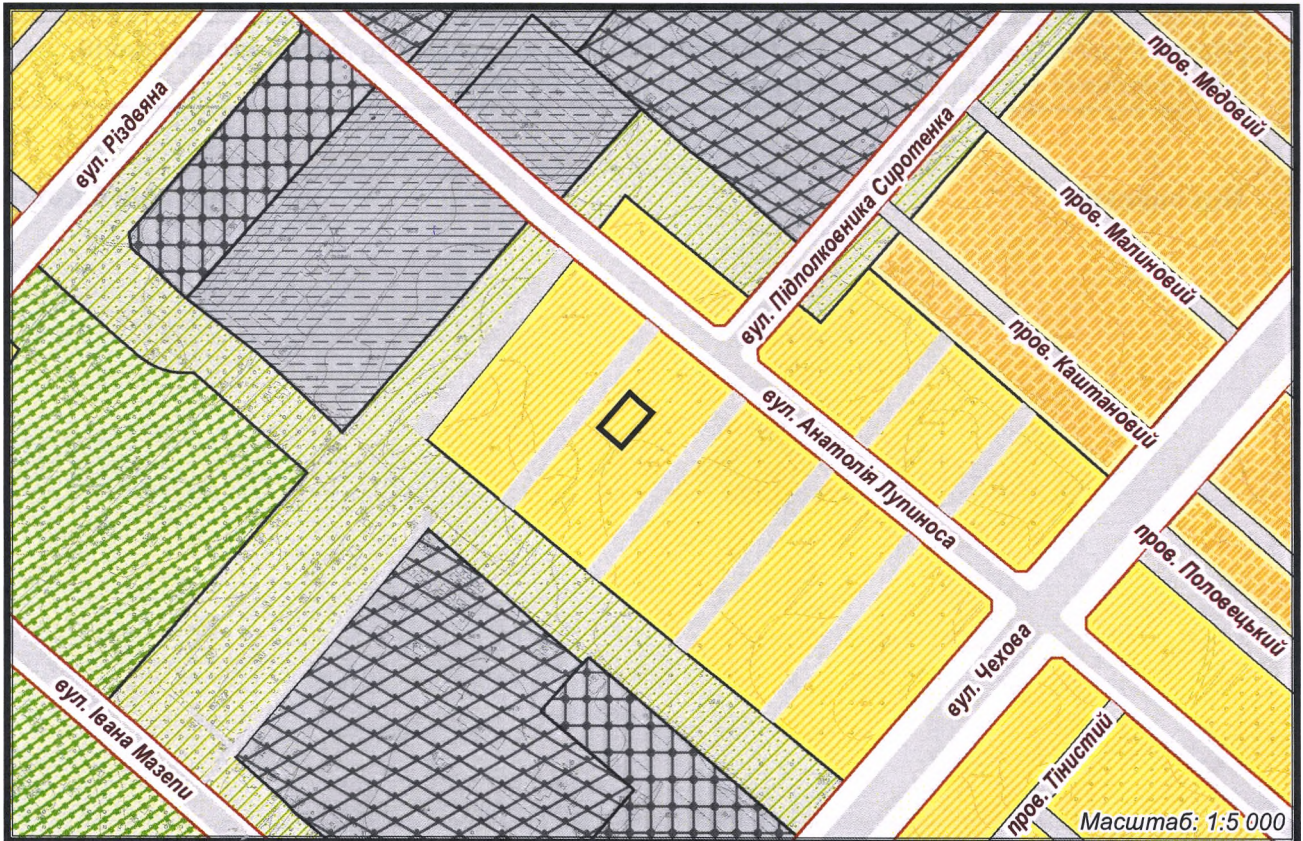 пров. Медовий
вул. Різдвяна
вул. Підполковника Сиротенка
пров. Малиновий
пров. Каштановий
вул. Анатолія Лупиноса
пров. Половецький
вул. Чехова
вул. Івана Мазепи
пров. Тінистий
Масштаб: 1:5 000